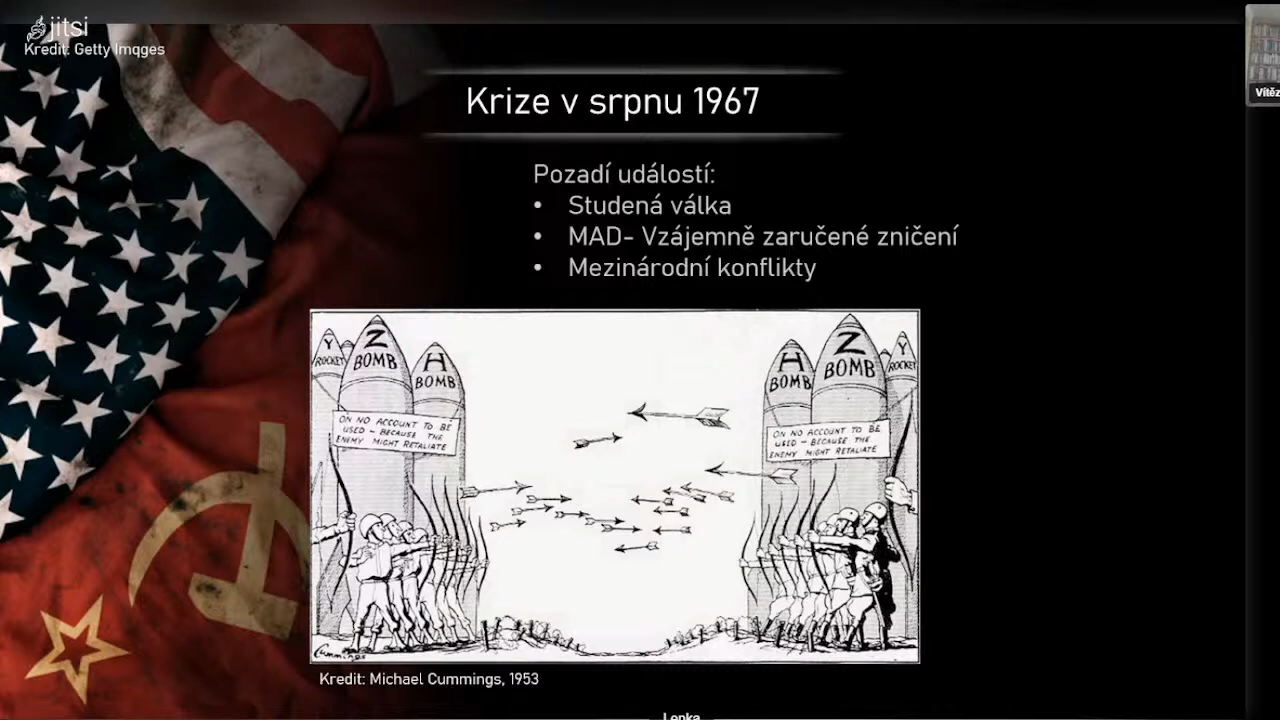 jitsi
Kredit: Getty Imqges
Vítěz
Krize v srpnu 1967
Pozadí událostí:
• Studená válka
• MAD- Vzájemně zaručené zničení
• Mezinárodní konflikty
Y
ROCKET
Z
BOMB
H
BOMB
ON NO ACCOUNT TO BE
USED – BECAUSE THE
ENEMY MIGHT RETALIATE
H
BOMB
Z
BOMB
Y
ROCKET
ON NO ACCOUNT TO BE
USED – BECAUSE THE
ENEMY MIGHT RETALIATE
Cummings
Kredit: Michael Cummings, 1953
Lenka